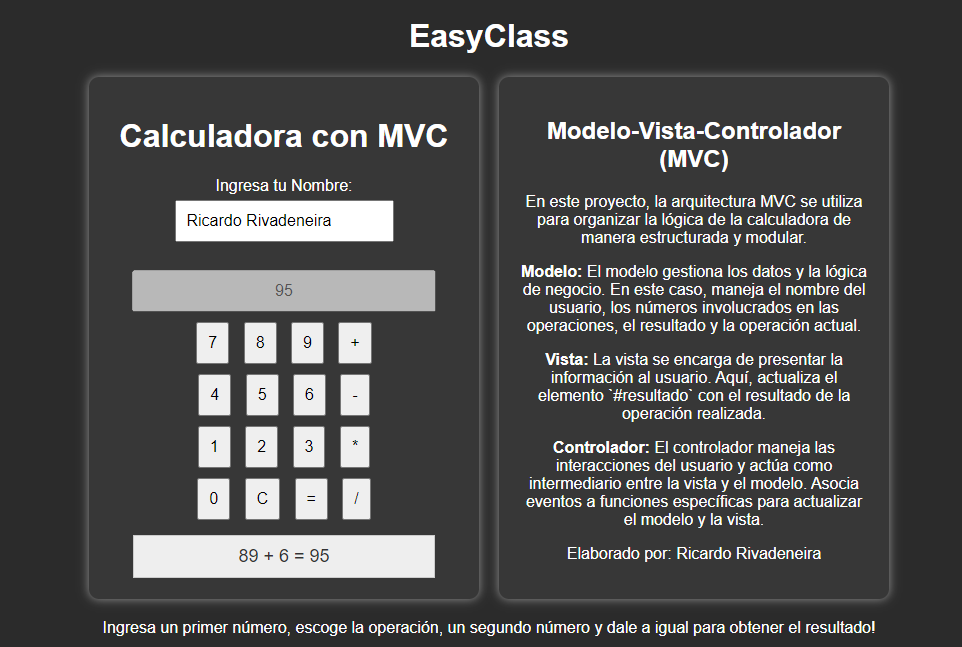 EasyClass
Calculadora con MVC
Ingresa tu Nombre:
Ricardo Rivadeneira
95
7 8 9 +
4 5 6 -
1 2 3 *
0 C = /
89 + 6 = 95
Modelo-Vista-Controlador
(MVC)
En este proyecto, la arquitectura MVC se utiliza
para organizar la lógica de la calculadora de
manera estructurada y modular.
Modelo: El modelo gestiona los datos y la lógica
de negocio. En este caso, maneja el nombre del
usuario, los números involucrados en las
operaciones, el resultado y la operación actual.
Vista: La vista se encarga de presentar la
información al usuario. Aquí, actualiza el
elemento `#resultado` con el resultado de la
operación realizada.
Controlador: El controlador maneja las
interacciones del usuario y actúa como
intermediario entre la vista y el modelo. Asocia
eventos a funciones específicas para actualizar
el modelo y la vista.
Elaborado por: Ricardo Rivadeneira
Ingresa un primer número, escoge la operación, un segundo número y dale a igual para obtener el resultado!